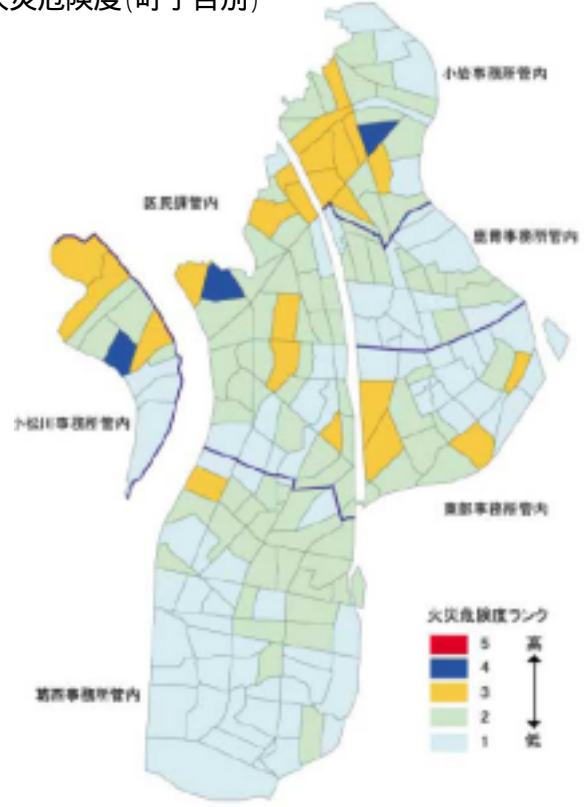 火災危険度(町丁目別)
小岩事務所管内
区民課管内
鹿骨事務所管内
小松川事務所管内
東部事務所管内
葛西事務所管内
火災危険度ランク
5 高
4
3
2
1 低